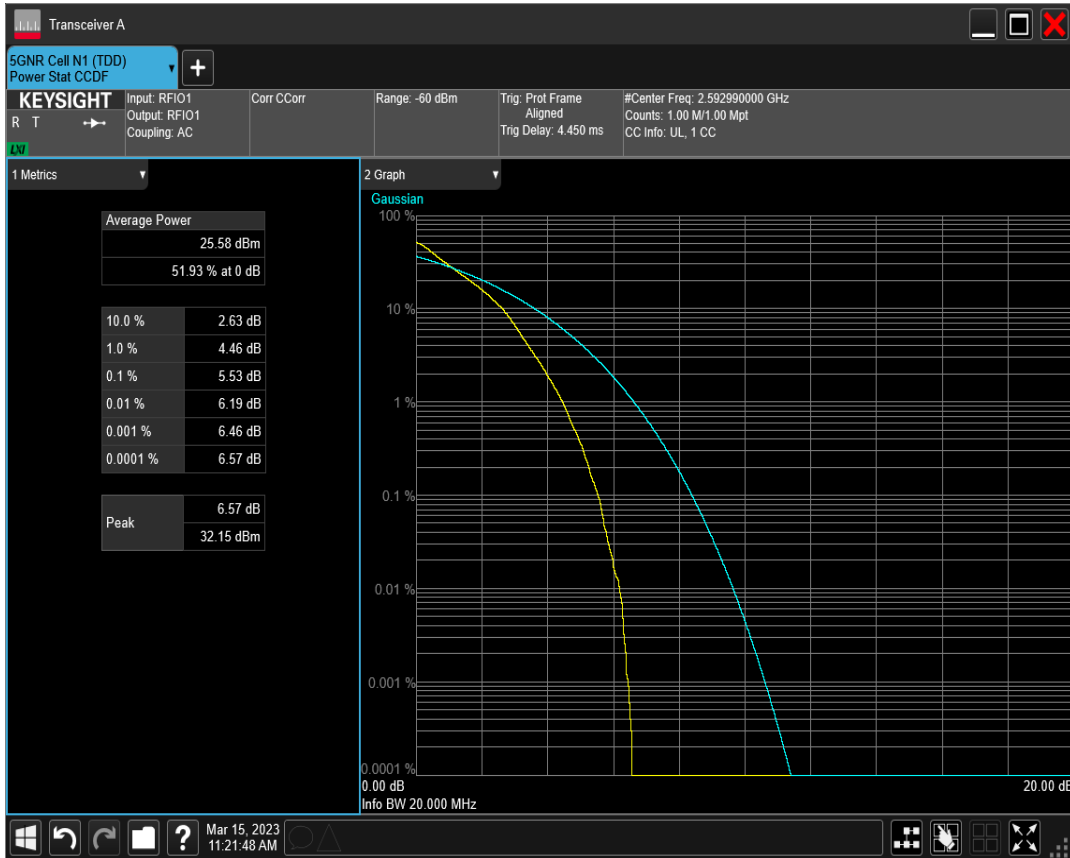 Transceiver A
5GNR Cell N1 (TDD)
Power Stat CCDF
+
KEYSIGHT
R T
LXI
Input: RFIO1
Output: RFIO1
Coupling: AC
Corr CCorr
Range: -60 dBm
Trig: Prot Frame
Aligned
Trig Delay: 4.450 ms
#Center Freq: 2.592990000 GHz
Counts: 1.00 M/1.00 Mpt
CC Info: UL, 1 CC
1 Metrics
Average Power
25.58 dBm
51.93 % at 0 dB
10.0 % 2.63 dB
1.0 % 4.46 dB
0.1 % 5.53 dB
0.01 % 6.19 dB
0.001 % 6.46 dB
0.0001 % 6.57 dB
Peak 6.57 dB
32.15 dBm
2 Graph
Gaussian
100 %
10 %
1 %
0.1 %
0.01 %
0.001 %
0.0001 %
0.00 dB 20.00 dB
Info BW 20.000 MHz
?
Mar 15, 2023
11:21:48 AM